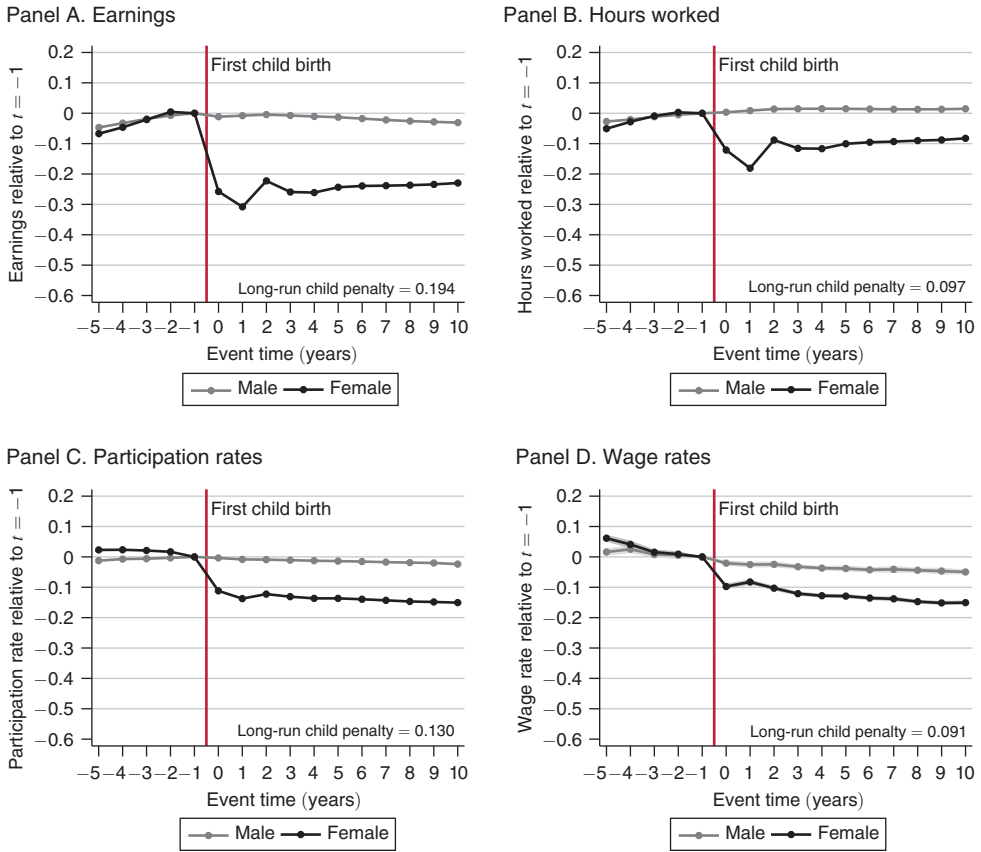 Panel A. Earnings
Earnings relative to t = −1
0.2
0.1
0
−0.1
−0.2
−0.3
−0.4
−0.5
−0.6
First child birth
Long-run child penalty = 0.194
−5 −4 −3 −2 −1 0 1 2 3 4 5 6 7 8 9 10
Event time (years)
Male Female
Panel B. Hours worked
Hours worked relative to t = −1
0.2
0.1
0
−0.1
−0.2
−0.3
−0.4
−0.5
−0.6
First child birth
Long-run child penalty = 0.097
−5 −4 −3 −2 −1 0 1 2 3 4 5 6 7 8 9 10
Event time (years)
Male Female
Panel C. Participation rates
Participation rate relative to t = −1
0.2
0.1
0
−0.1
−0.2
−0.3
−0.4
−0.5
−0.6
First child birth
Long-run child penalty = 0.130
−5 −4 −3 −2 −1 0 1 2 3 4 5 6 7 8 9 10
Event time (years)
Male Female
Panel D. Wage rates
Wage rate relative to t = −1
0.2
0.1
0
−0.1
−0.2
−0.3
−0.4
−0.5
−0.6
First child birth
Long-run child penalty = 0.091
−5 −4 −3 −2 −1 0 1 2 3 4 5 6 7 8 9 10
Event time (years)
Male Female